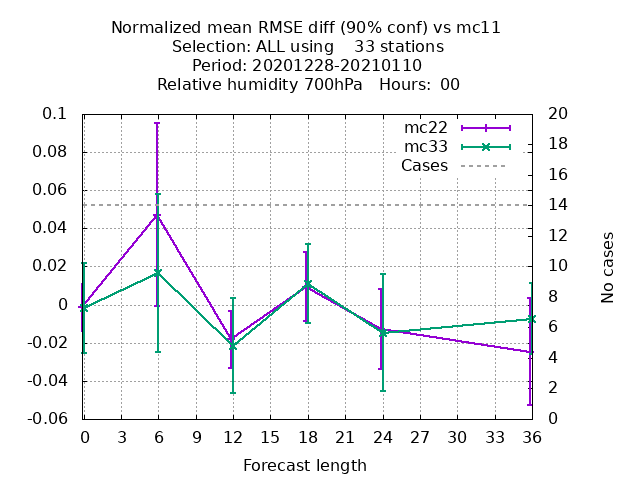 Normalized mean RMSE diff (90% conf) vs mc11
Selection: ALL using    33 stations
Period: 20201228-20210110
Relative humidity 700hPa   Hours:  00
mc22
mc33
Cases
0.1
0.08
0.06
0.04
0.02
0
-0.02
-0.04
-0.06
20
18
16
14
12
10
8
6
4
2
0
No cases
0 3 6 9 12 15 18 21 24 27 30 33 36
Forecast length